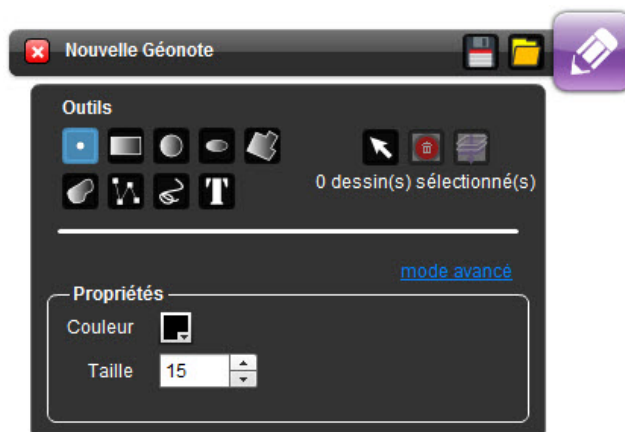 Nouvelle Géonote
Outils
T
0 dessin(s) sélectionné(s)
mode avancé
Propriétés
Couleur
Taille 15